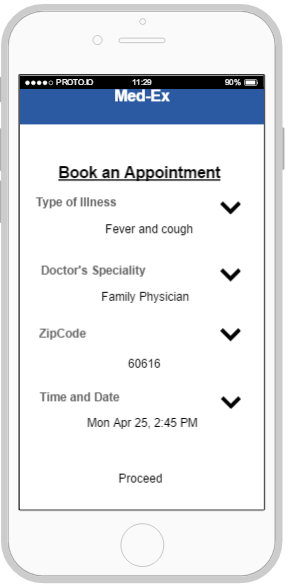 PROTO.IO 11:29 90%
Med-Ex
Book an Appointment
Type of Illness
Fever and cough
Doctor's Speciality
Family Physician
ZipCode
60616
Time and Date
Mon Apr 25, 2:45 PM
Proceed